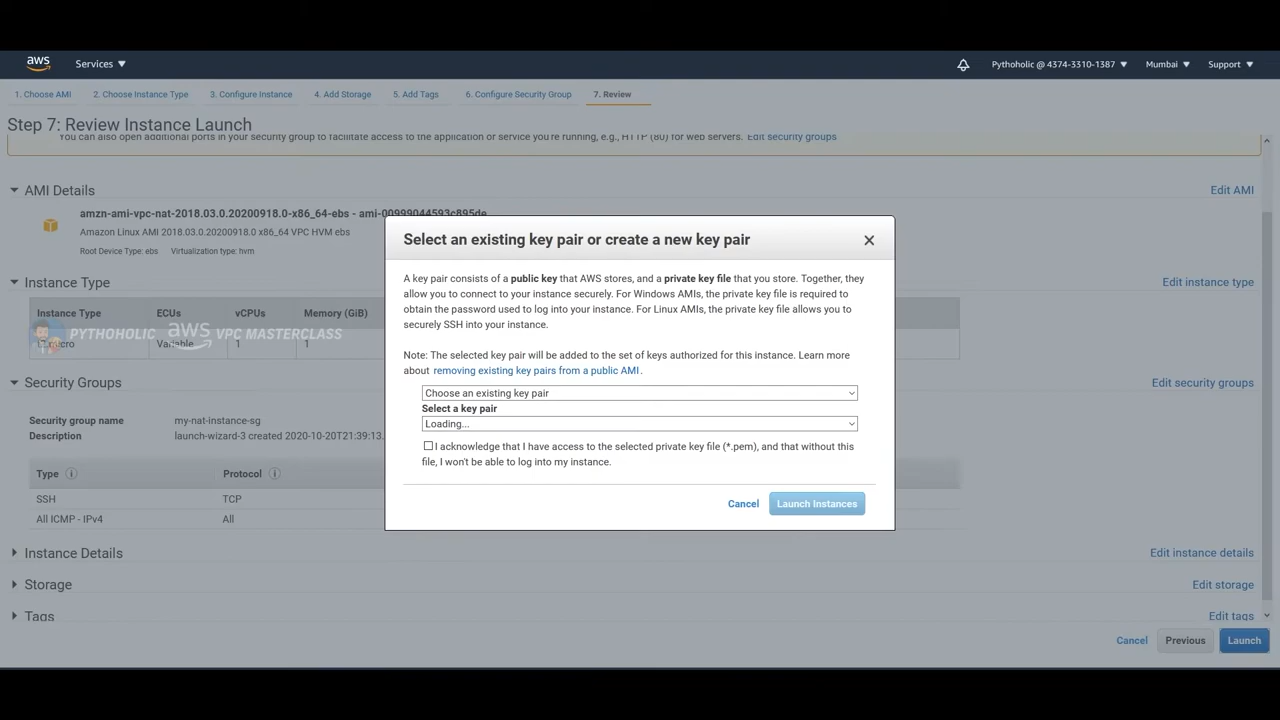 aws
Services
Pythoholic @ 4374-3310-1387
Mumbai
Support
1. Choose AMI
2. Choose Instance Type
3. Configure Instance
4. Add Storage
5. Add Tags
6. Configure Security Group
7. Review
Step 7: Review Instance Launch
You can also open additional ports in your security group to facilitate access to the application or service you're running, e.g., HTTP (80) for web servers. Edit security groups
AMI Details
Edit AMI
amzn-ami-vpc-nat-2018.03.0.20200918.0-x86_64-ebs - ami-00999044593c895de
Amazon Linux AMI 2018.03.0.20200918.0 x86_64 VPC HVM ebs
Root Device Type: ebs Virtualization type: hvm
Instance Type
Edit instance type
Instance Type ECUs vCPUs Memory (GiB)
PYTHOHOLIC aws VPC MASTERCLASS
Variable 1 1
Security Groups
Edit security groups
Security group name my-nat-instance-sg
Description launch-wizard-3 created 2020-10-20T21:39:13.
Type Protocol
SSH TCP
All ICMP - IPv4 All
Instance Details
Edit instance details
Storage
Edit storage
Tags
Edit tags
Cancel
Previous
Launch
Select an existing key pair or create a new key pair
A key pair consists of a public key that AWS stores, and a private key file that you store. Together, they
allow you to connect to your instance securely. For Windows AMIs, the private key file is required to
obtain the password used to log into your instance. For Linux AMIs, the private key file allows you to
securely SSH into your instance.
Note: The selected key pair will be added to the set of keys authorized for this instance. Learn more
about removing existing key pairs from a public AMI.
Choose an existing key pair
Select a key pair
Loading...
I acknowledge that I have access to the selected private key file (*.pem), and that without this
file, I won't be able to log into my instance.
Cancel
Launch Instances